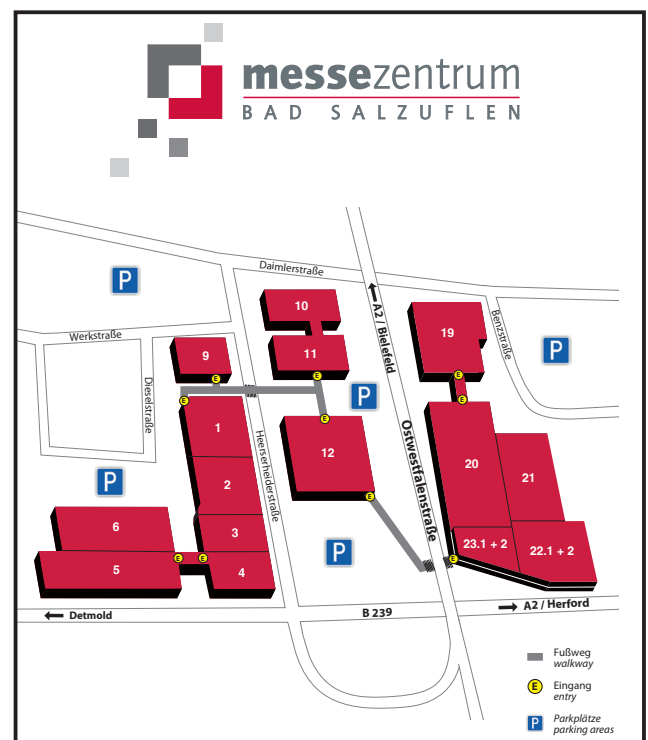 messezentrum
BAD SALZUFLEN
Daimlerstraße
P
Werkstraße
Dieselstraße
Heerserheiderstraße
A2 / Bielefeld
Ostwestfalenstraße
Benzstraße
P
10
11
19
9
E
E
E
E
E
E
P
1
12
2
3
4
20
21
6
5
P
E
E
E
P
E
23.1 + 2
22.1 + 2
Detmold
B 239
A2 / Herford
Fußweg
walkway
E
Eingang
entry
P
Parkplätze
parking areas